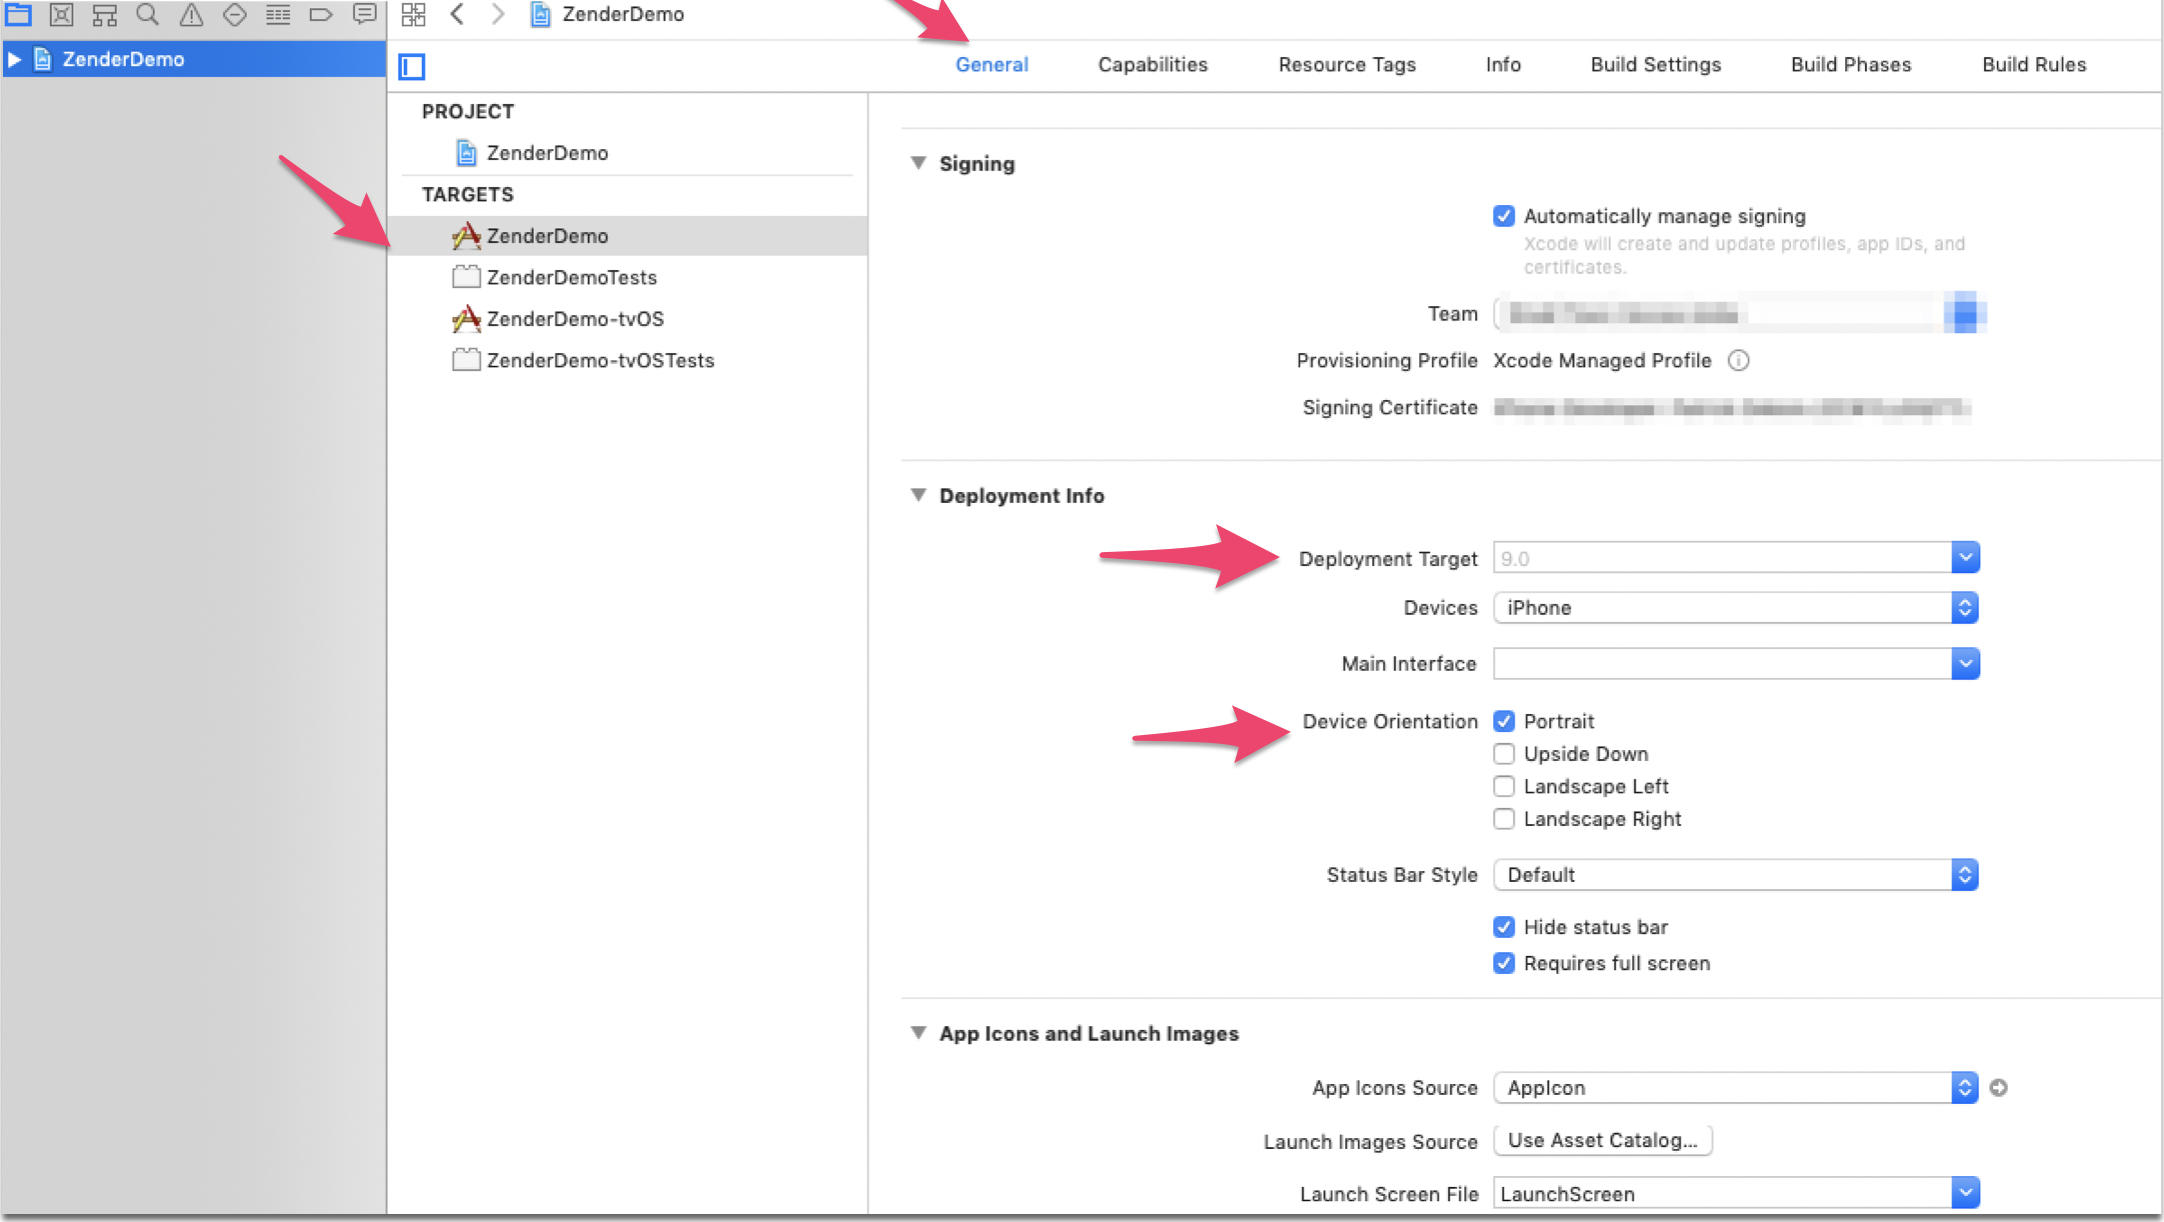 ZenderDemo
ZenderDemo
General Capabilities Resource Tags Info Build Settings Build Phases Build Rules
PROJECT
ZenderDemo
TARGETS
ZenderDemo
ZenderDemoTests
ZenderDemo-tvOS
ZenderDemo-tvOSTests
Signing
Automatically manage signing
Xcode will create and update profiles, app IDs, and
certificates.
Team
Provisioning Profile Xcode Managed Profile
Signing Certificate
Deployment Info
Deployment Target 9.0
Devices iPhone
Main Interface
Device Orientation Portrait
Upside Down
Landscape Left
Landscape Right
Status Bar Style Default
Hide status bar
Requires full screen
App Icons and Launch Images
App Icons Source AppIcon
Launch Images Source Use Asset Catalog...
Launch Screen File LaunchScreen